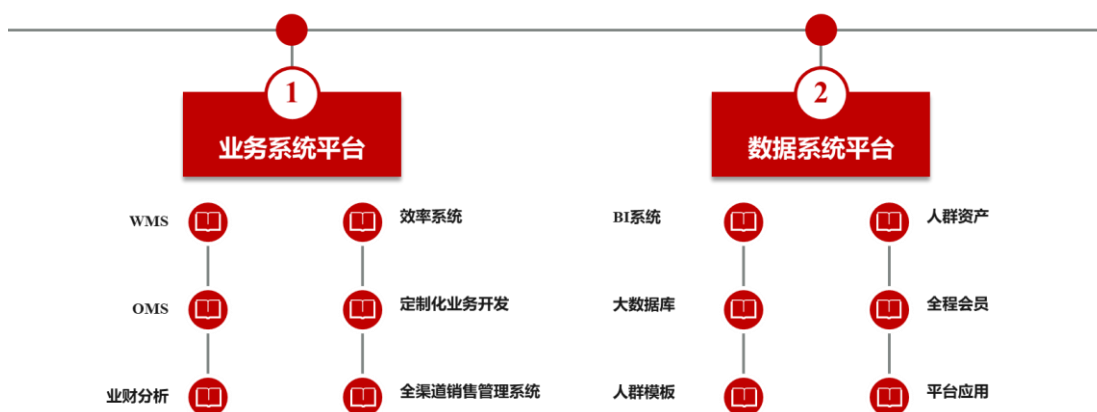 1
业务系统平台
WMS
效率系统
OMS
定制化业务开发
业财分析
全渠道销售管理系统
2
数据系统平台
BI系统
人群资产
大数据库
全程会员
人群模板
平台应用